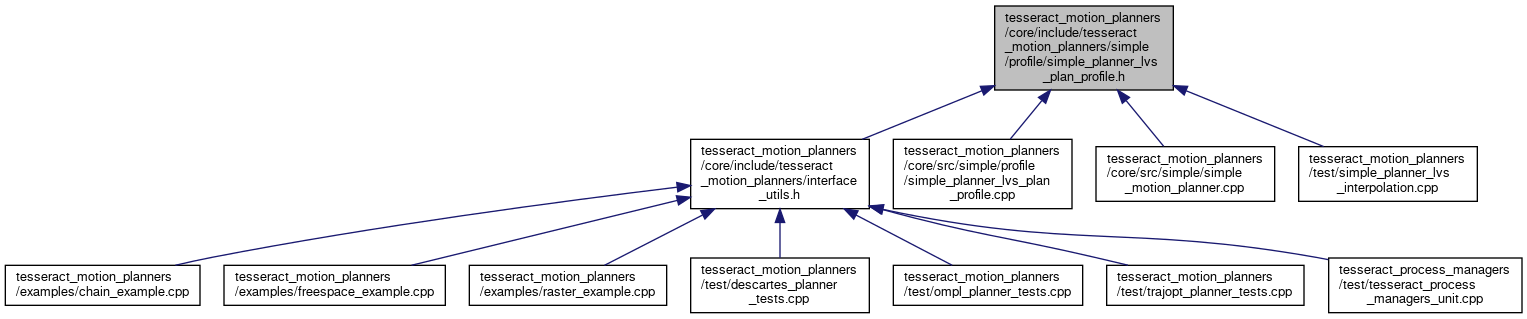 tesseract_motion_planners
/core/include/tesseract
_motion_planners/simple
/profile/simple_planner_lvs
_plan_profile.h
tesseract_motion_planners
/core/include/tesseract
_motion_planners/interface
_utils.h
tesseract_motion_planners
/core/src/simple/profile
/simple_planner_lvs_plan
_profile.cpp
tesseract_motion_planners
/core/src/simple/simple
_motion_planner.cpp
tesseract_motion_planners
/test/simple_planner_lvs
_interpolation.cpp
tesseract_motion_planners
/examples/chain_example.cpp
tesseract_motion_planners
/examples/freespace_example.cpp
tesseract_motion_planners
/examples/raster_example.cpp
tesseract_motion_planners
/test/descartes_planner
_tests.cpp
tesseract_motion_planners
/test/ompl_planner_tests.cpp
tesseract_motion_planners
/test/trajopt_planner_tests.cpp
tesseract_process_managers
/test/tesseract_process
_managers_unit.cpp